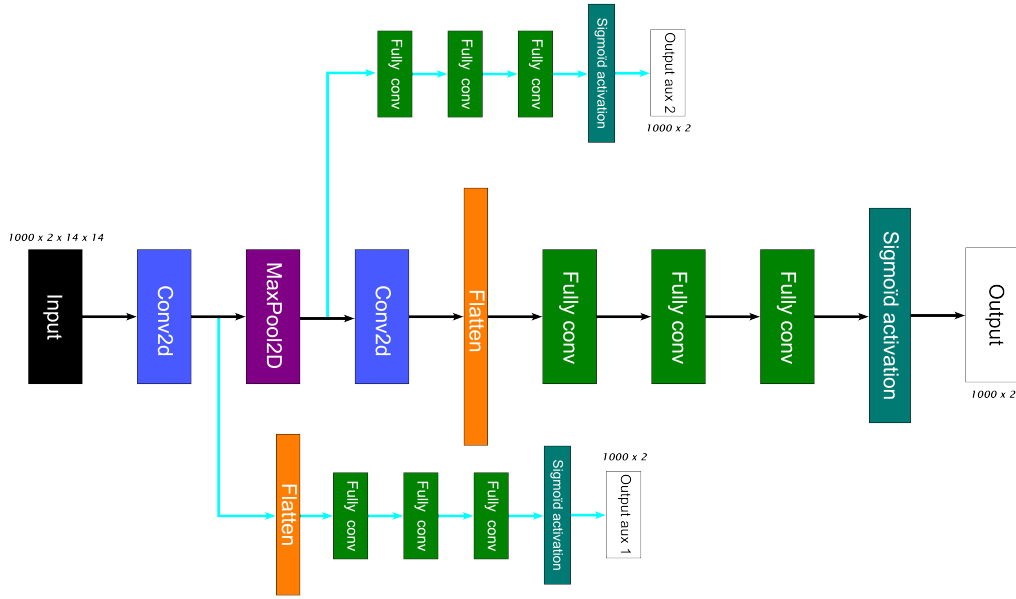 Fully conv
Fully conv
Fully conv
Sigmoïd activation
Output aux 2
1000 x 2
1000 x 2 x 14 x 14
Input
Conv2d
MaxPool2D
Conv2d
Flatten
Fully conv
Fully conv
Fully conv
Sigmoïd activation
Output
1000 x 2
Flatten
Fully conv
Fully conv
Fully conv
Sigmoïd activation
1000 x 2
Output aux 1